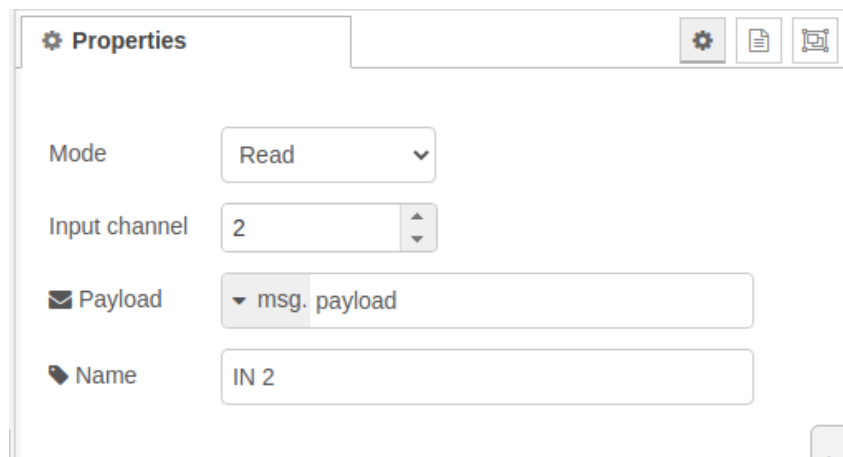 Properties
Mode Read
Input channel 2
Payload msg. payload
Name IN 2